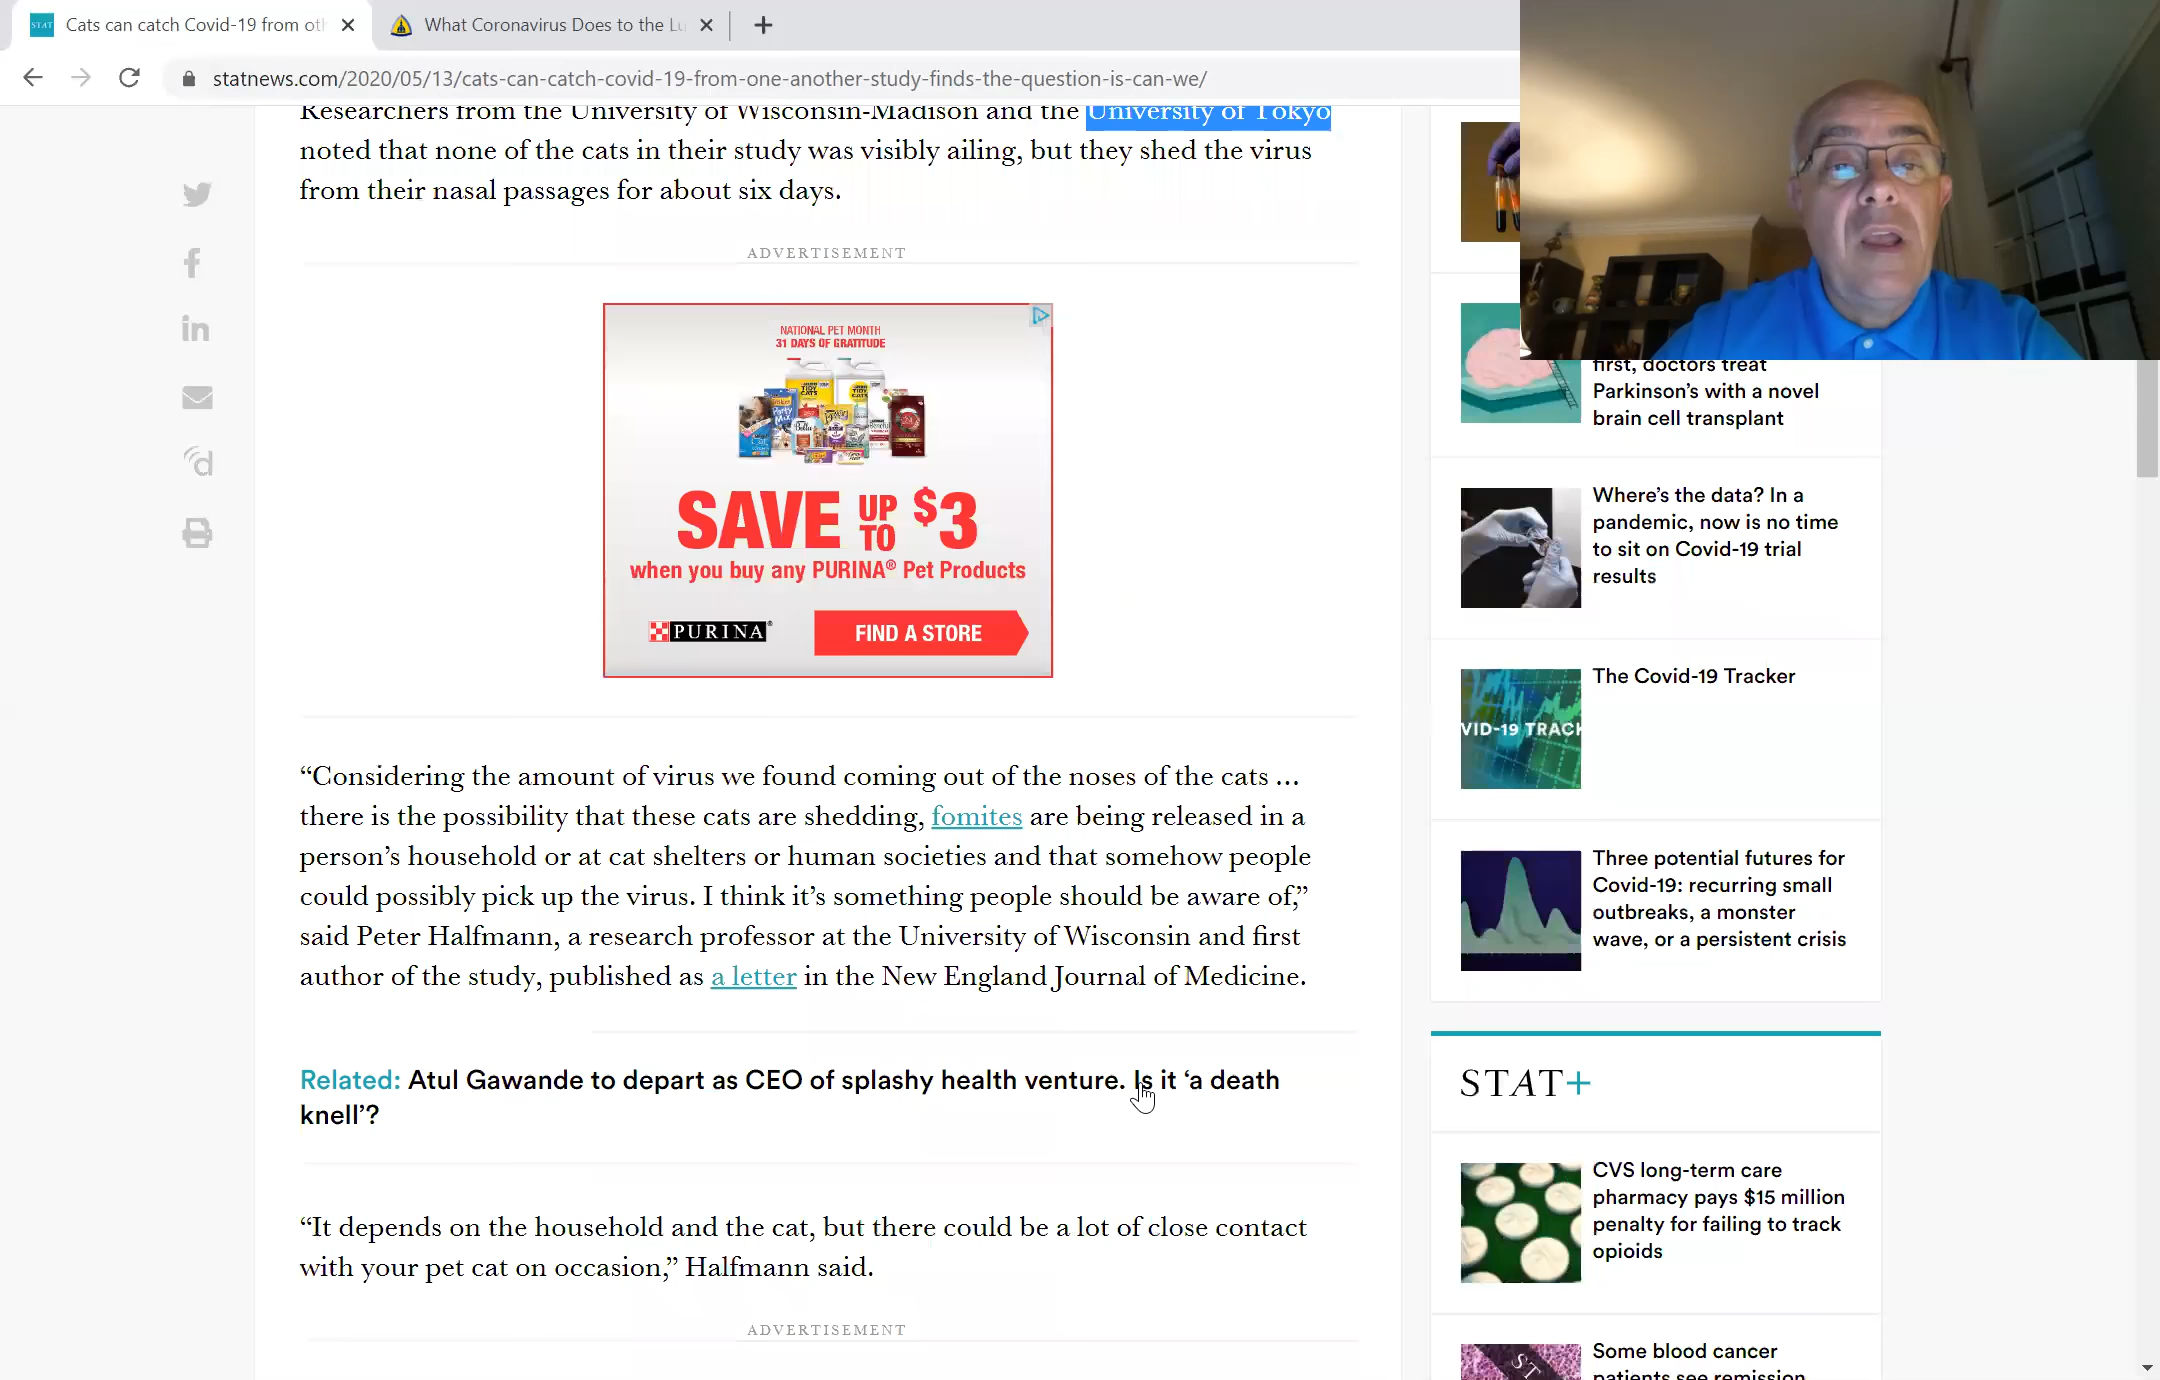 STAT
Cats can catch Covid-19 from oth
What Coronavirus Does to the Lu
statnews.com/2020/05/13/cats-can-catch-covid-19-from-one-another-study-finds-the-question-is-can-we/
Researchers from the University of Wisconsin-Madison and the University of Tokyo
noted that none of the cats in their study was visibly ailing, but they shed the virus
from their nasal passages for about six days.
ADVERTISEMENT
NATIONAL PET MONTH
31 DAYS OF GRATITUDE
SAVE UP TO $3
when you buy any PURINA® Pet Products
PURINA®
FIND A STORE
“Considering the amount of virus we found coming out of the noses of the cats …
there is the possibility that these cats are shedding, fomites are being released in a
person’s household or at cat shelters or human societies and that somehow people
could possibly pick up the virus. I think it’s something people should be aware of,”
said Peter Halfmann, a research professor at the University of Wisconsin and first
author of the study, published as a letter in the New England Journal of Medicine.
Related: Atul Gawande to depart as CEO of splashy health venture. Is it ‘a death
knell’?
“It depends on the household and the cat, but there could be a lot of close contact
with your pet cat on occasion,” Halfmann said.
ADVERTISEMENT
first, doctors treat
Parkinson’s with a novel
brain cell transplant
Where’s the data? In a
pandemic, now is no time
to sit on Covid-19 trial
results
The Covid-19 Tracker
VID-19 TRACK
Three potential futures for
Covid-19: recurring small
outbreaks, a monster
wave, or a persistent crisis
STAT+
CVS long-term care
pharmacy pays $15 million
penalty for failing to track
opioids
Some blood cancer
patients see remission
ST